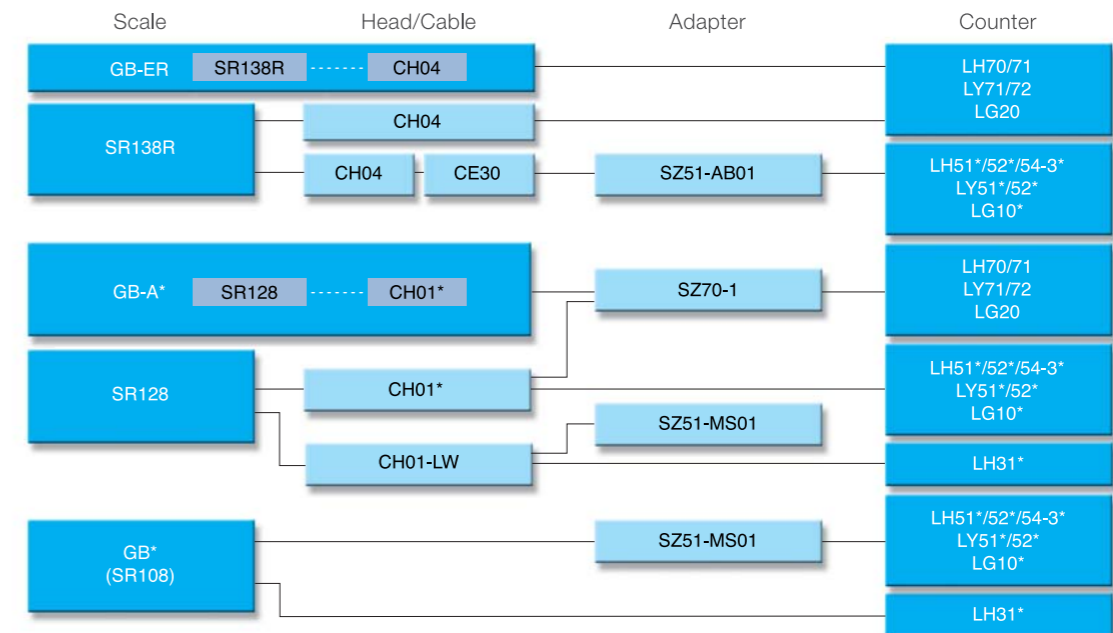 Scale Head/Cable Adapter Counter
GB-ER SR138R CH04
LH70/71
LY71/72
LG20
SR138R
CH04
CH04 CE30 SZ51-AB01
LH51*/52*/54-3*
LY51*/52*
LG10*
GB-A* SR128 CH01* SZ70-1
LH70/71
LY71/72
LG20
SR128
CH01*
LH51*/52*/54-3*
LY51*/52*
LG10*
SZ51-MS01
CH01-LW
LH31*
GB*
(SR108)
SZ51-MS01
LH51*/52*/54-3*
LY51*/52*
LG10*
LH31*